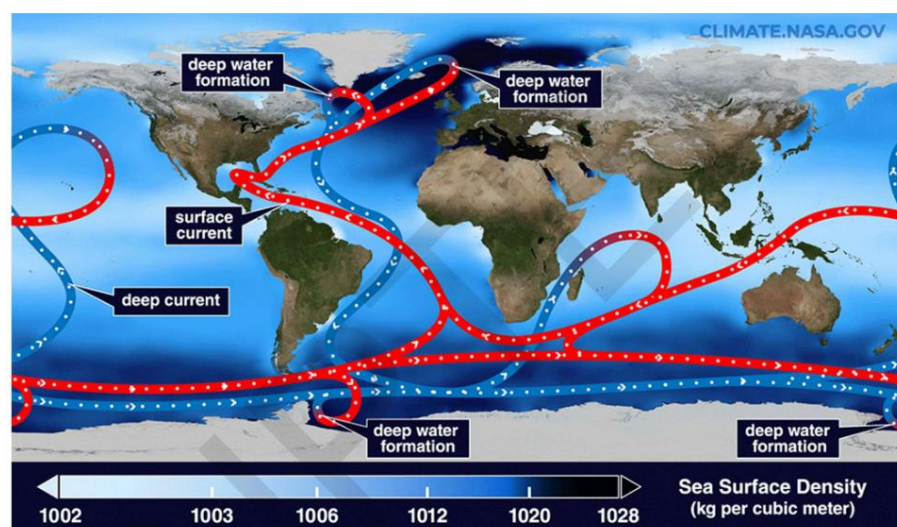 CLIMATE.NASA.GOV
deep water
formation
deep water
formation
surface
current
deep current
deep water
formation
deep water
formation
1002
1003
1006
1012
1020
1028
Sea Surface Density
(kg per cubic meter)